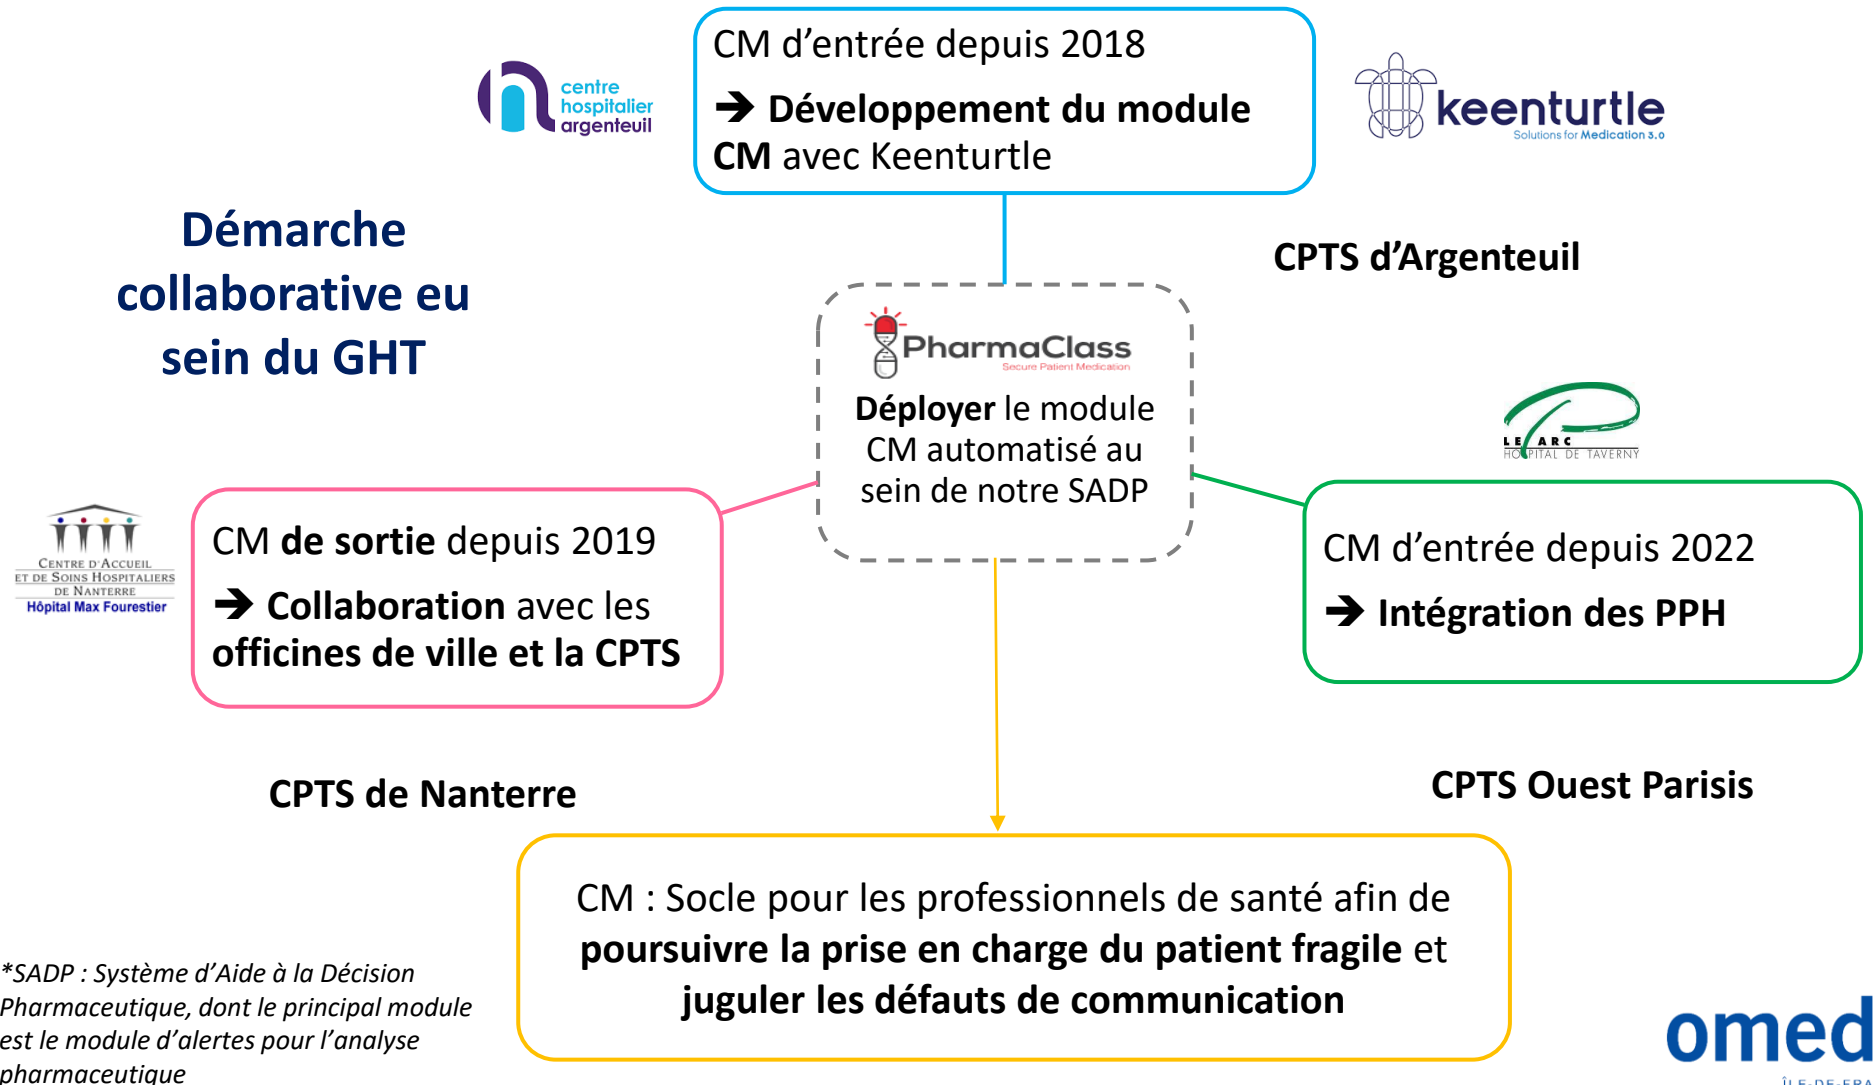 CM d'entrée depuis 2018
➔ Développement du module
CM avec Keenturtle
centre
hospitalier
argenteuil
keenturtle
Solutions for Medication 3.0
Démarche
collaborative eu
sein du GHT
CPTS d'Argenteuil
PharmaClass
Secure Patient Medication
Déployer le module
CM automatisé au
sein de notre SADP
LE PARC
HOPITAL DE TAVERNY
CENTRE D'ACCUEIL
ET DE SOINS HOSPITALIERS
DE NANTERRE
Hôpital Max Fourestier
CM de sortie depuis 2019
➔ Collaboration avec les
officines de ville et la CPTS
CM d'entrée depuis 2022
➔ Intégration des PPH
CPTS de Nanterre
CPTS Ouest Parisis
CM : Socle pour les professionnels de santé afin de
poursuivre la prise en charge du patient fragile et
juguler les défauts de communication
*SADP : Système d'Aide à la Décision
Pharmaceutique, dont le principal module
est le module d'alertes pour l'analyse
pharmaceutique
omed
ÎLE-DE-FRA